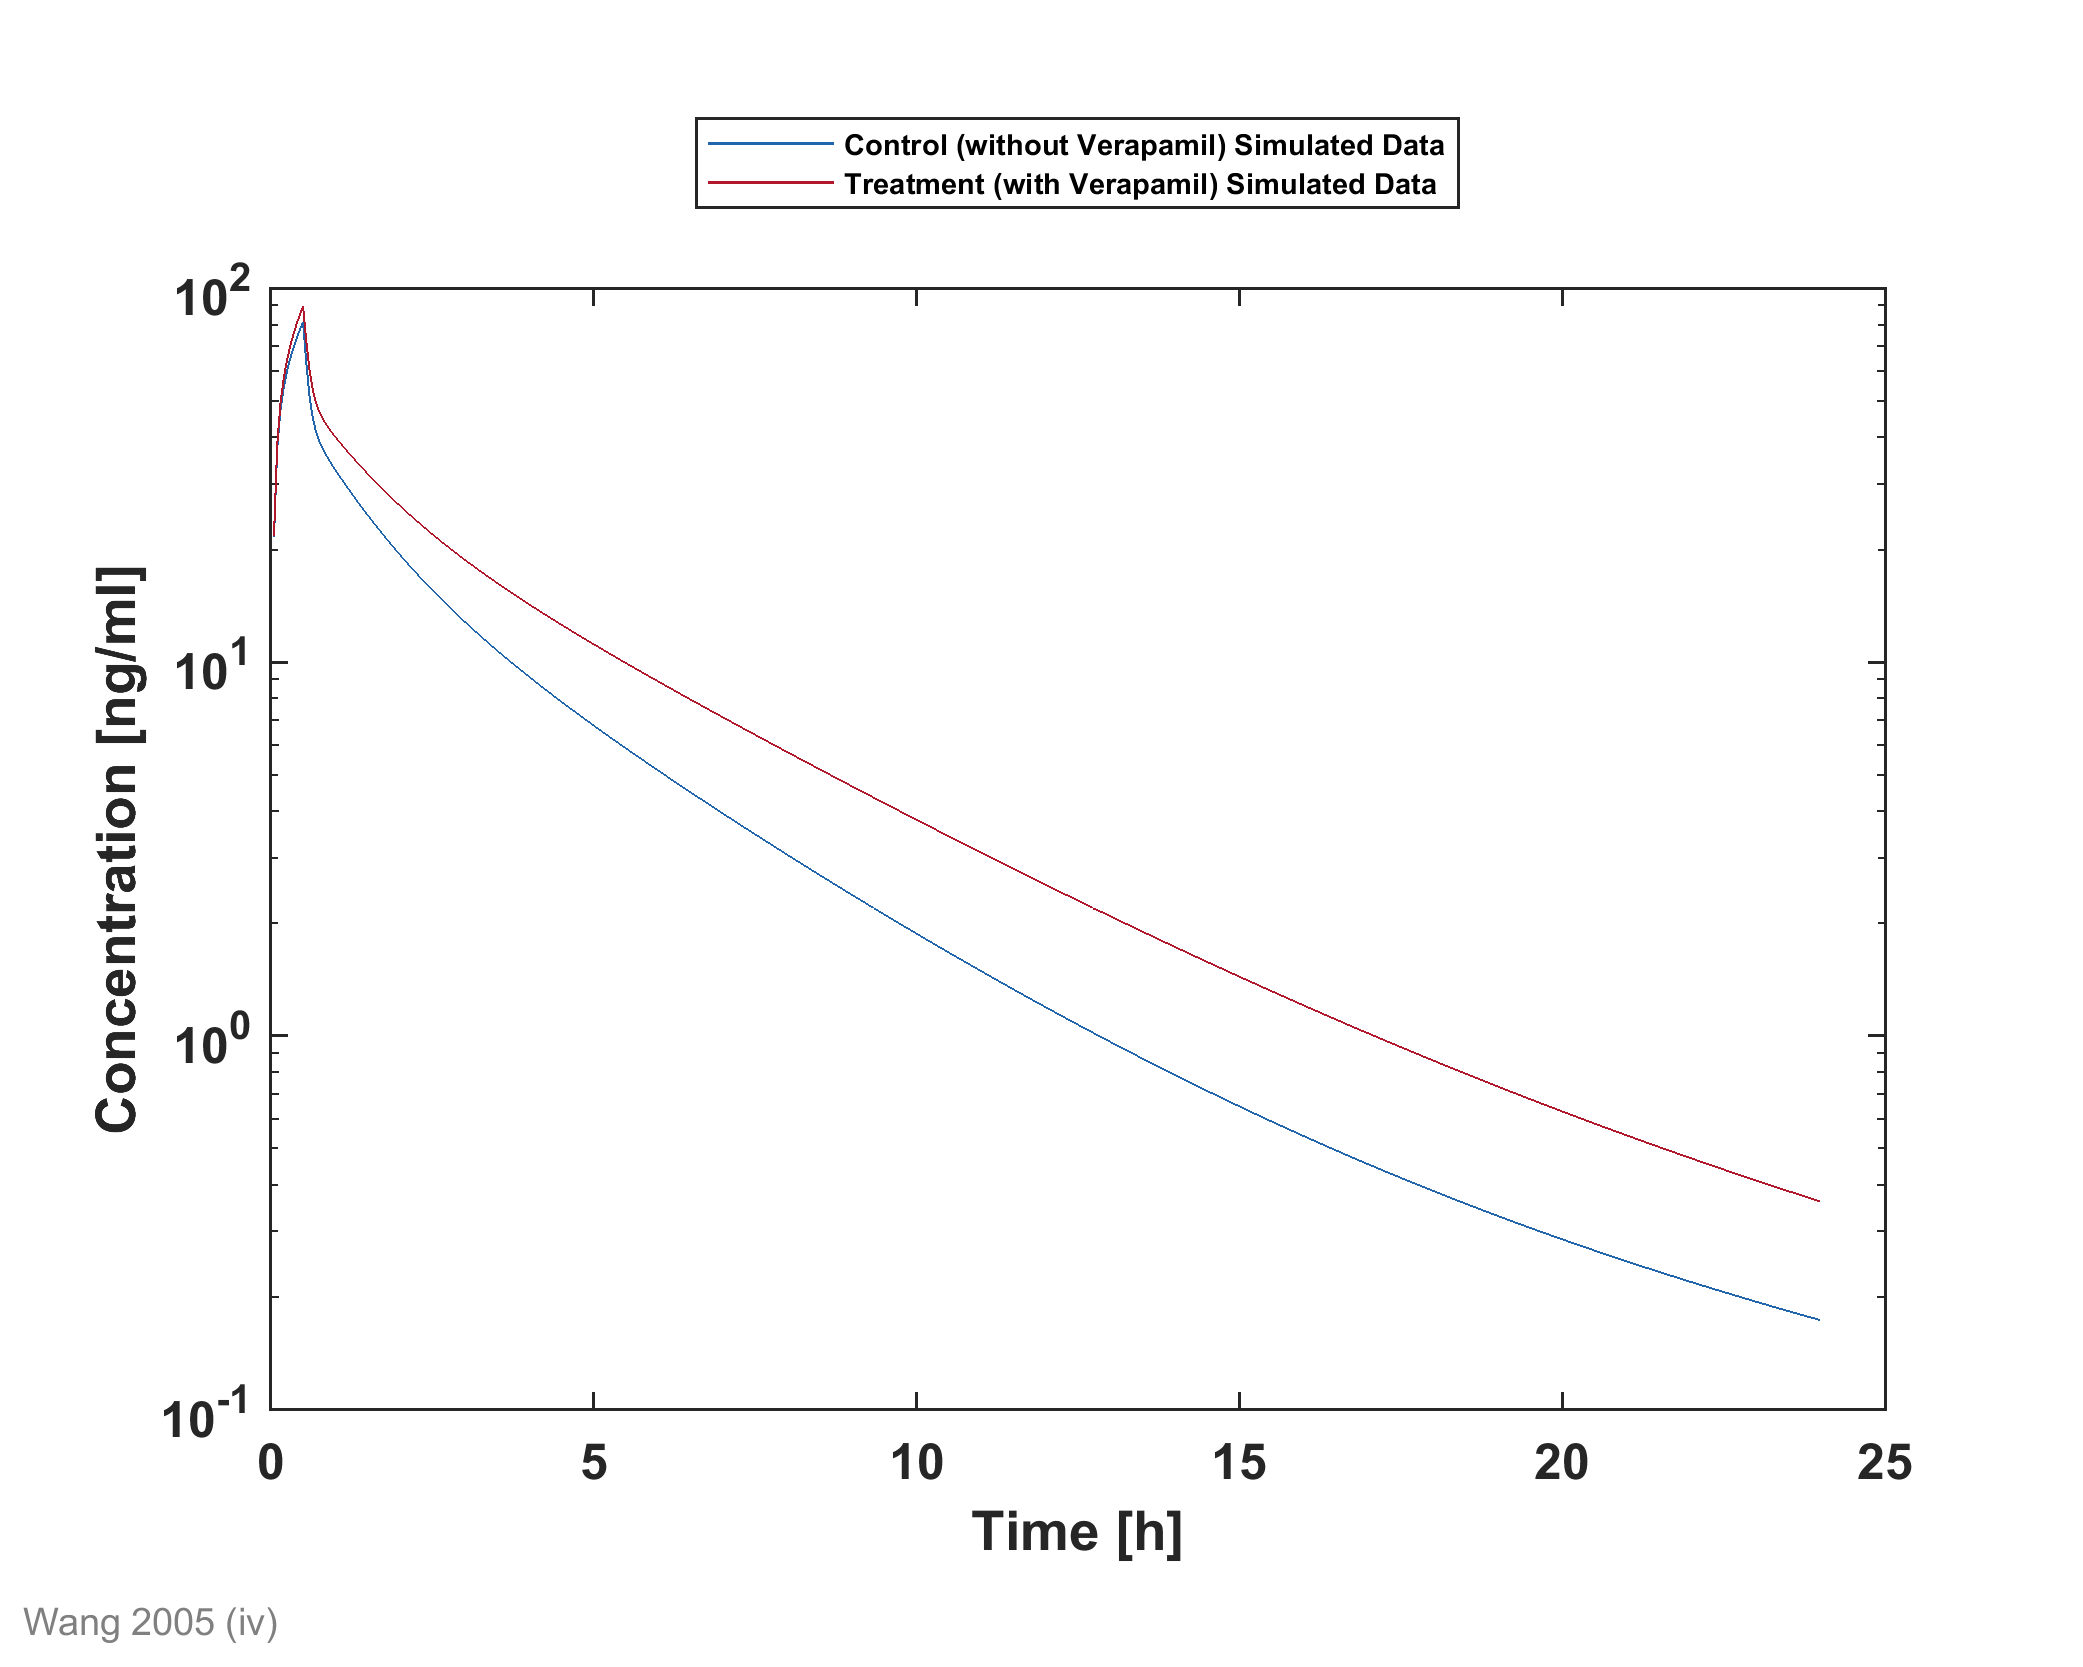 Control (without Verapamil) Simulated Data
Treatment (with Verapamil) Simulated Data
10^2
10^1
10^0
10^-1
Concentration [ng/ml]
0 5 10 15 20 25
Time [h]
Wang 2005 (iv)